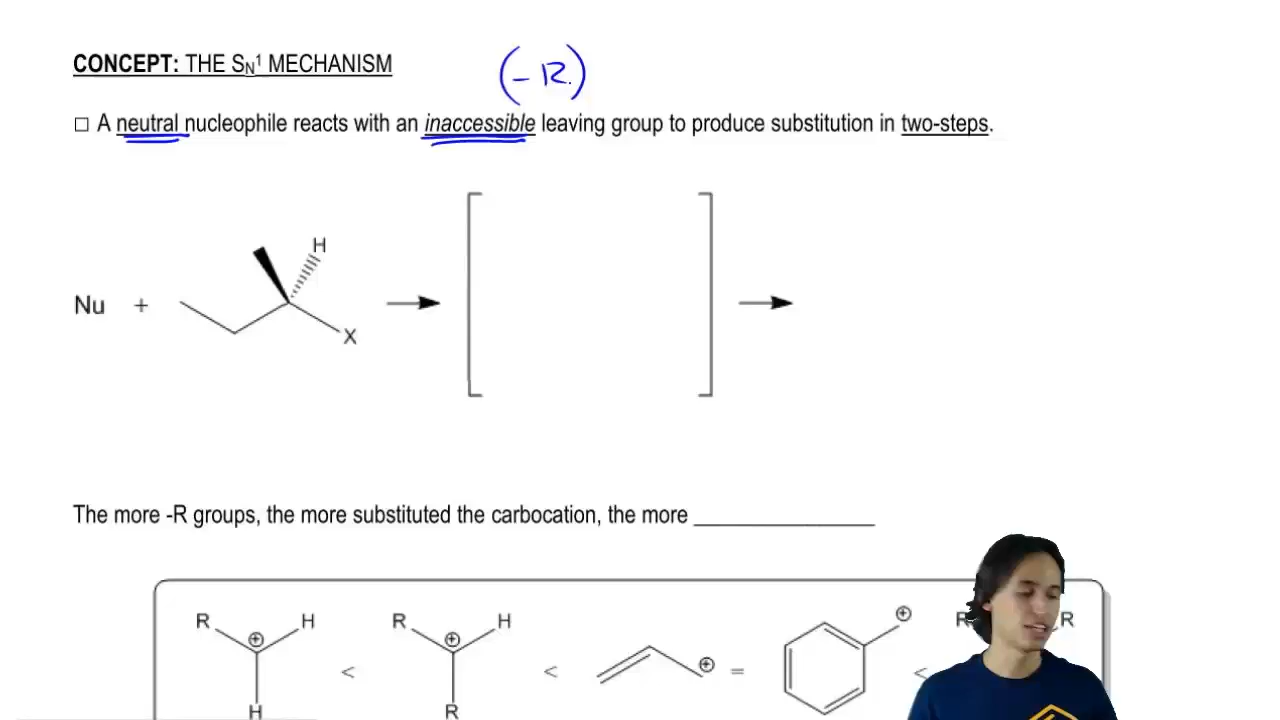 CONCEPT: THE SN1 MECHANISM
(-R)
☐ A neutral nucleophile reacts with an inaccessible leaving group to produce substitution in two-steps.
H
Nu +
X
The more -R groups, the more substituted the carbocation, the more ____________
R ⊕ H R ⊕ H ⊕ ⊕ R R
< < = <
H R